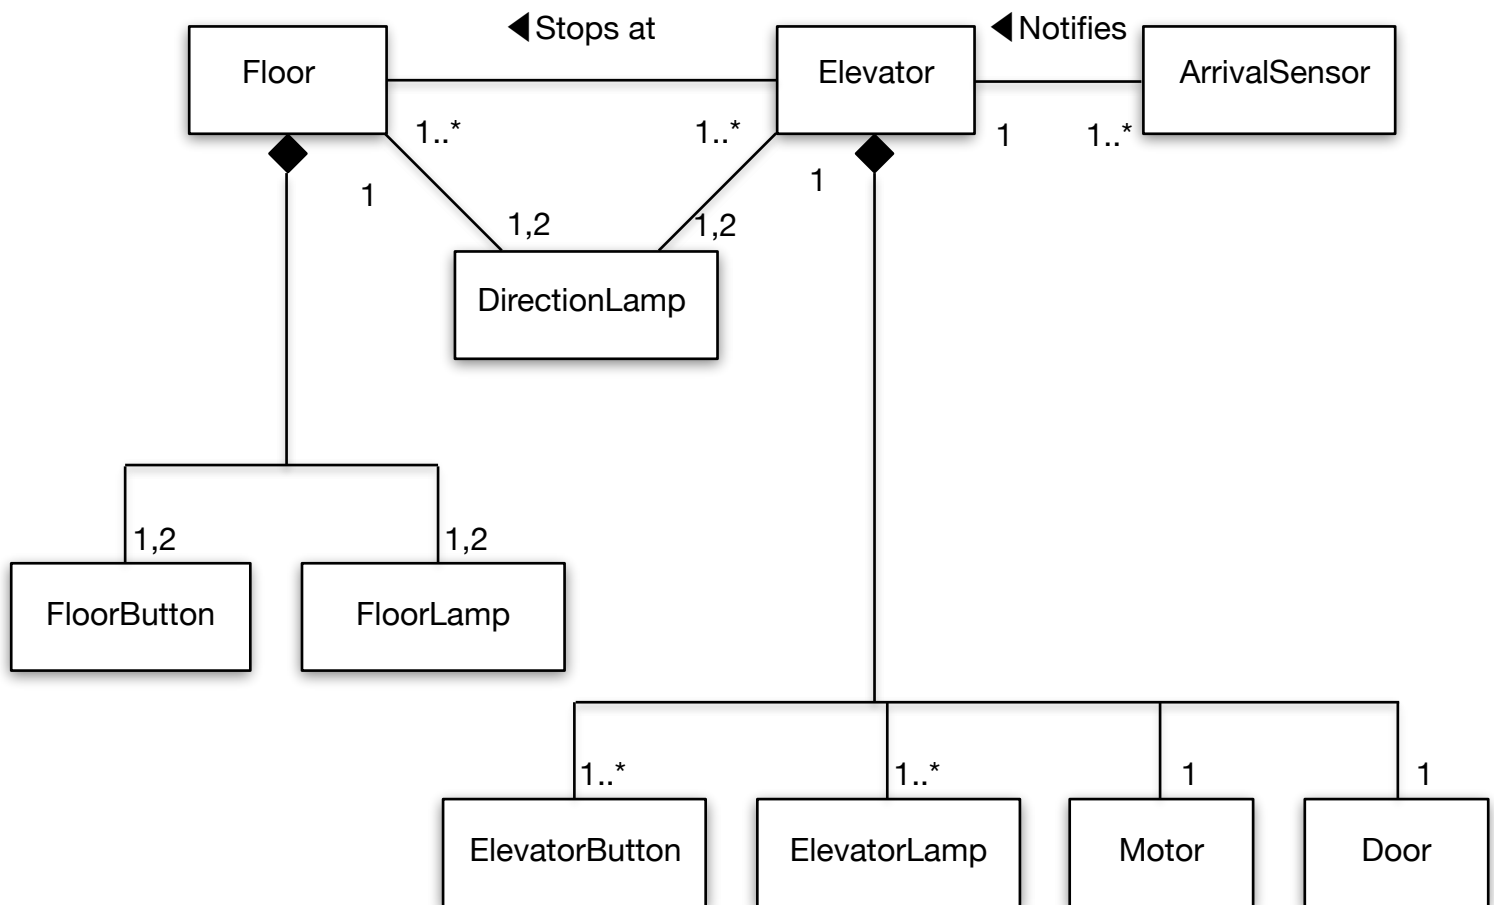 ◀Stops at
◀Notifies
Floor
Elevator
ArrivalSensor
1..*
1..*
1
1..*
1
1
1,2
1,2
DirectionLamp
1,2
1,2
FloorButton
FloorLamp
1..*
1..*
1
1
ElevatorButton
ElevatorLamp
Motor
Door